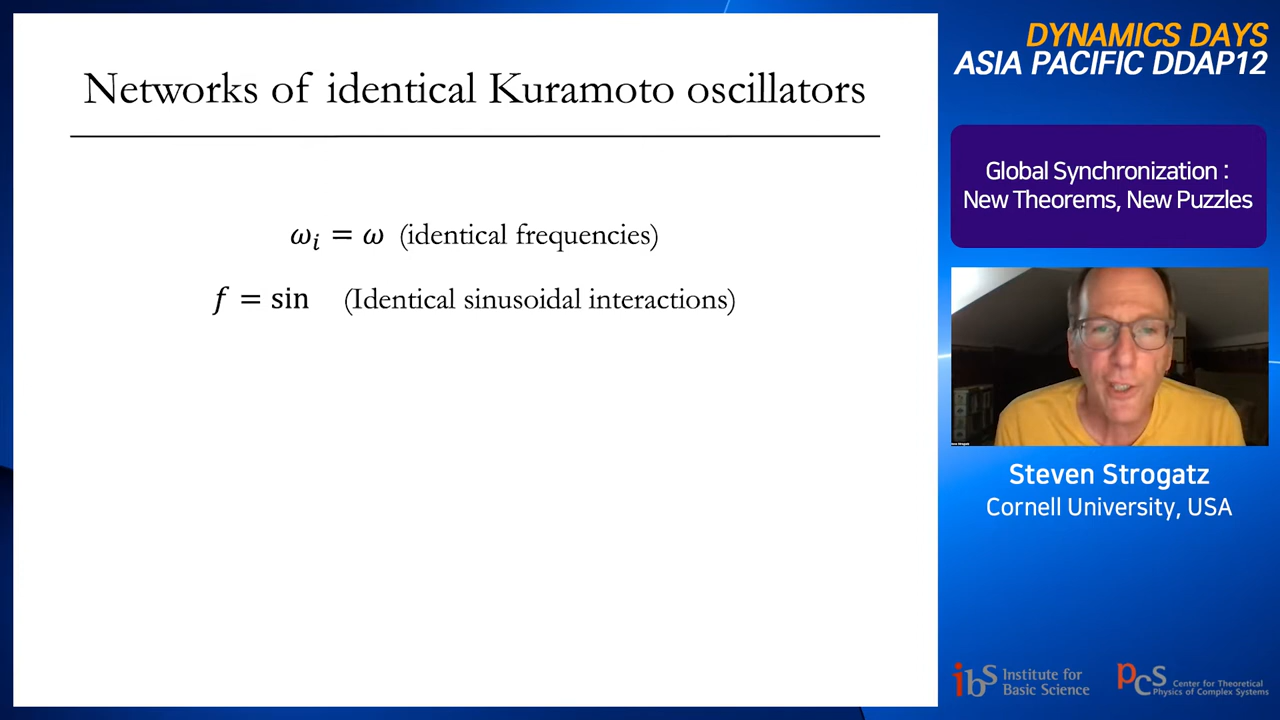 Networks of identical Kuramoto oscillators
ωᵢ = ω (identical frequencies)
f = sin (Identical sinusoidal interactions)
DYNAMICS DAYS
ASIA PACIFIC DDAP12
Global Synchronization :
New Theorems, New Puzzles
Steven Strogatz
Cornell University, USA
ibS Institute for
Basic Science
PCS Center for Theoretical
Physics of Complex Systems